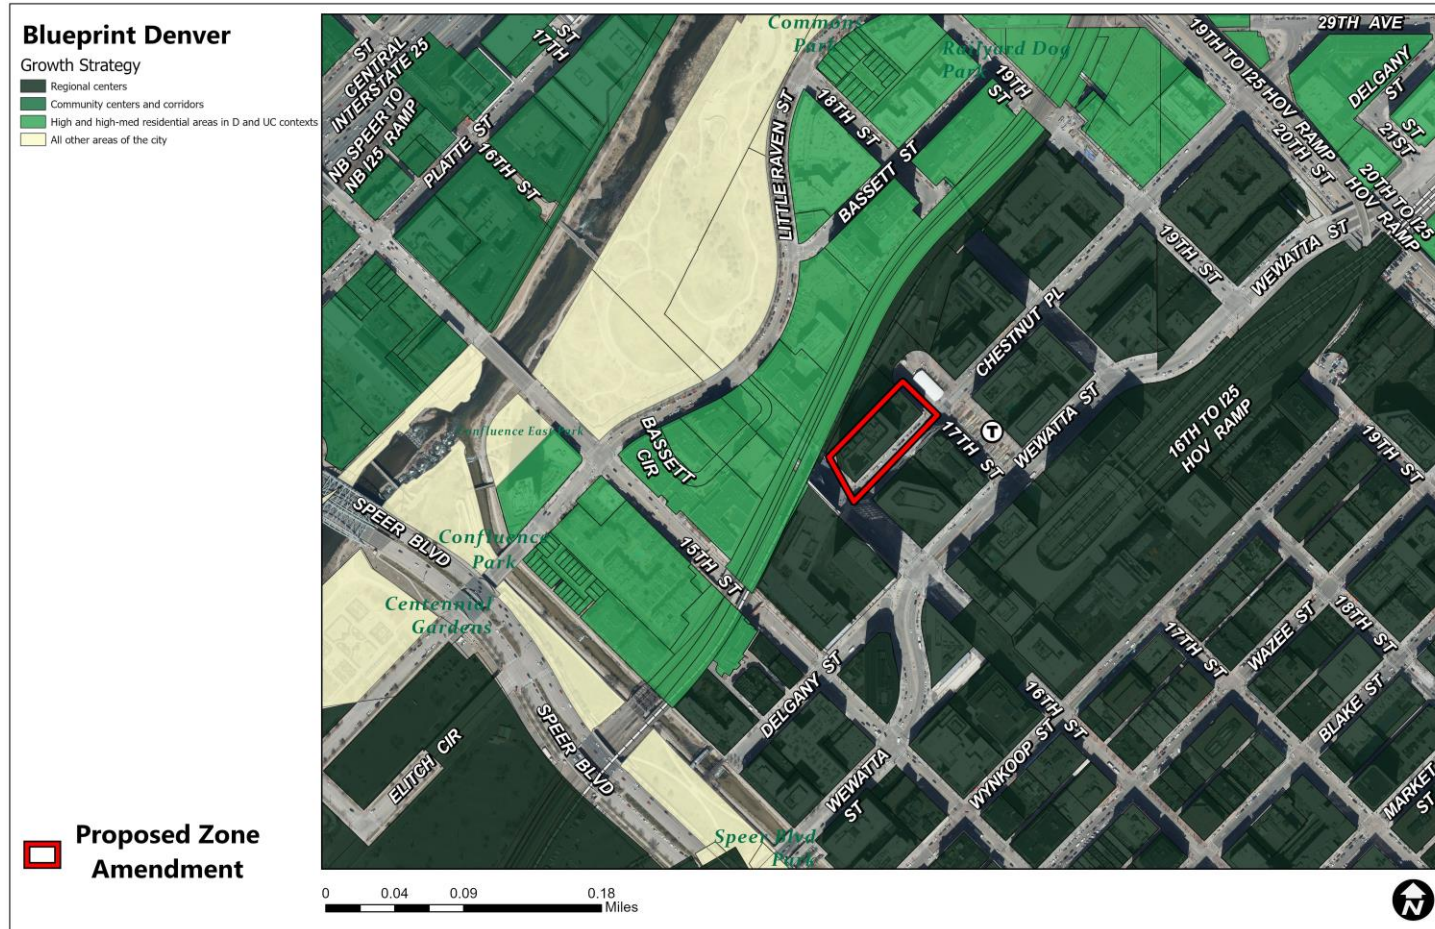 Blueprint Denver
Growth Strategy
Regional centers
Community centers and corridors
High and high-med residential areas in D and UC contexts
All other areas of the city
Proposed Zone
Amendment
CENTRAL
ST
INTERSTATE 25
NB SPEER TO
NB I25 RAMP
17TH
ST
PLATTE ST
16TH ST
Commons
Park
Railyard Dog
Park
19TH
ST
18TH ST
LITTLE RAVEN ST
BASSETT ST
19TH TO I25 HOV RAMP
29TH AVE
DELGANY
ST
21ST
ST
20TH ST
20TH TO I25
HOV RAMP
19TH ST
WEWATTA ST
CHESTNUT PL
WEWATTA ST
17TH ST
T
16TH TO I25
HOV RAMP
19TH ST
Confluence East Park
BASSETT
CIR
SPEER BLVD
Confluence
Park
15TH ST
Centennial
Gardens
DELGANY ST
ELITCH CIR
SPEER BLVD
WEWATTA
ST
WYNKOOP ST
16TH ST
17TH ST
WAZEE ST
18TH ST
BLAKE ST
MARKET
ST
Speer Blvd
Park
0 0.04 0.09 0.18
Miles
N